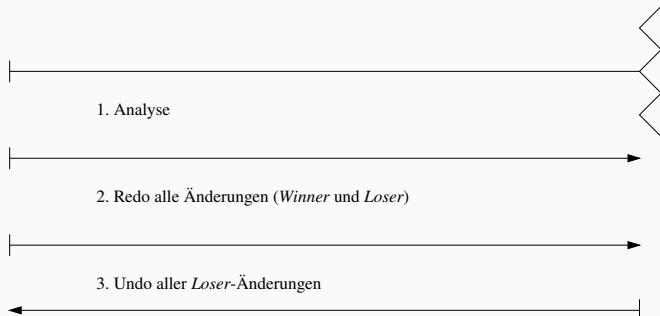 1. Analyse
2. Redo alle Änderungen (Winner und Loser)
3. Undo aller Loser-Änderungen